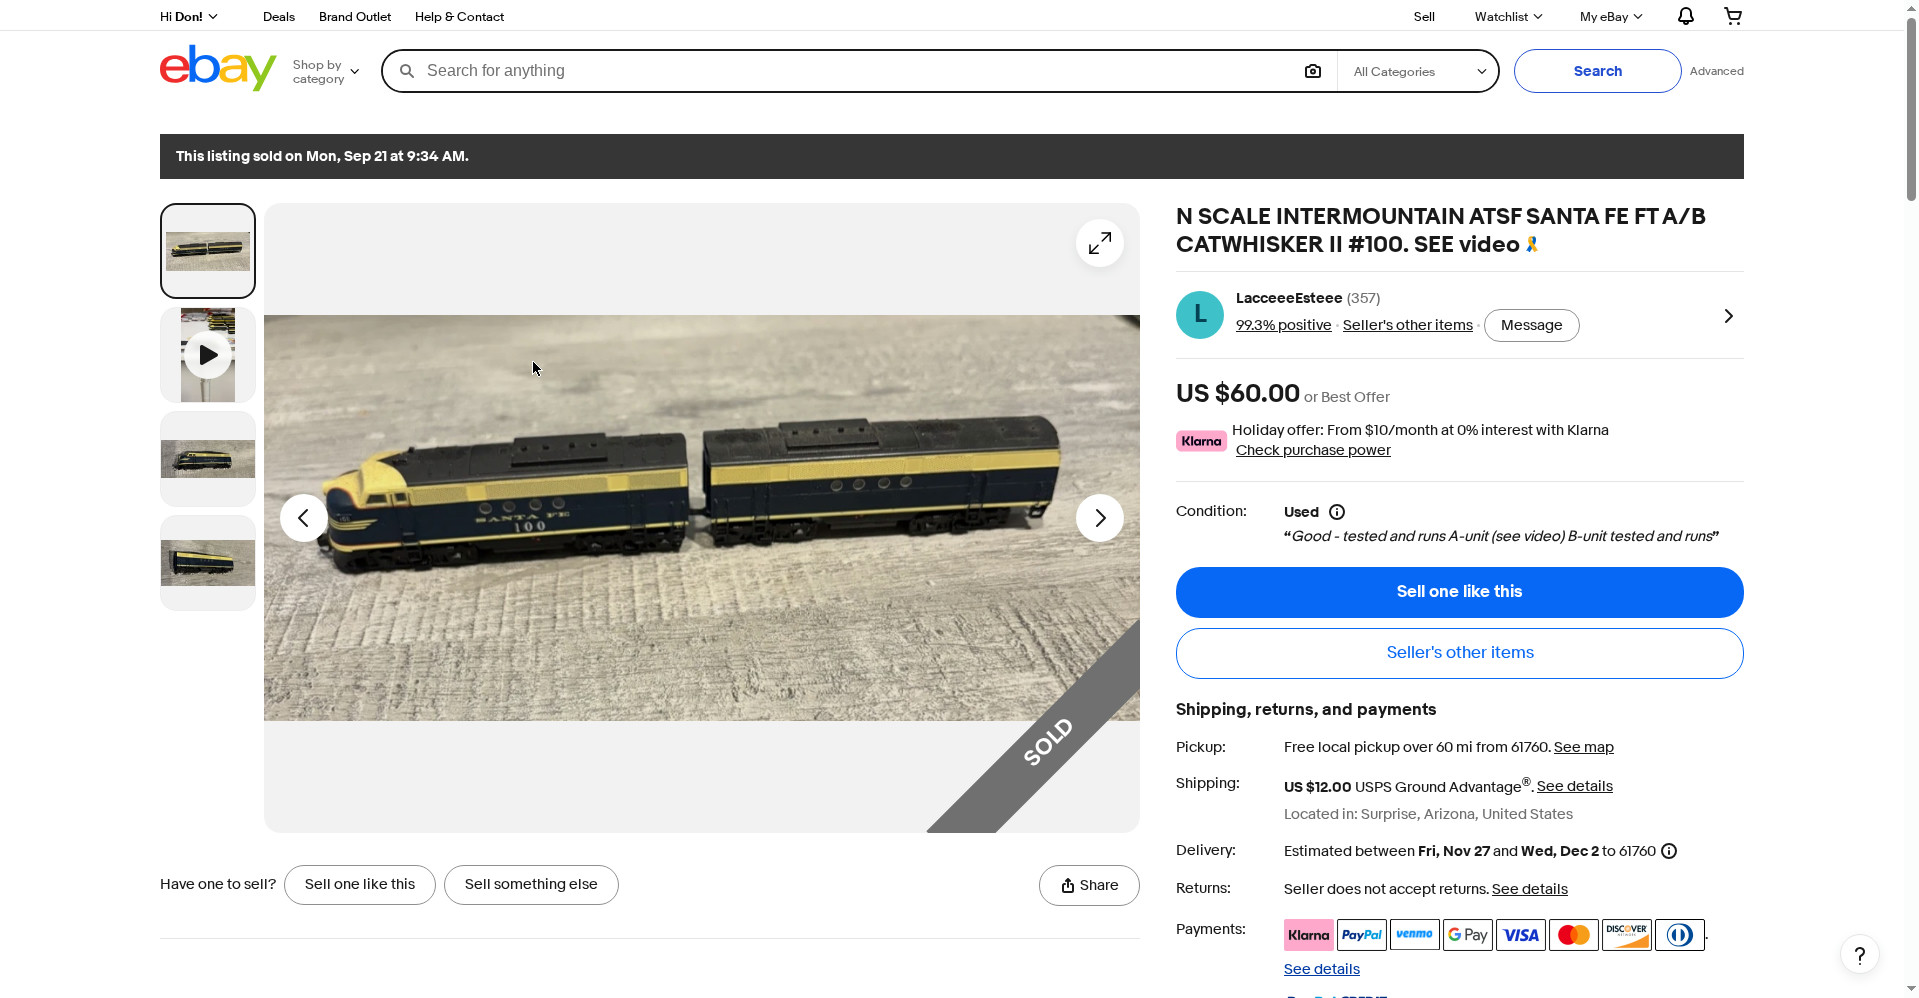 Hi Don!
Deals
Brand Outlet
Help & Contact
Sell
Watchlist
My eBay
ebay
Shop by category
Search for anything
All Categories
Search
Advanced
This listing sold on Mon, Sep 21 at 9:34 AM.
SANTA FE
100
SOLD
N SCALE INTERMOUNTAIN ATSF SANTA FE FT A/B
CATWHISKER II #100. SEE video
L
LacceeeEsteee (357)
99.3% positive · Seller's other items · Message
US $60.00 or Best Offer
Klarna Holiday offer: From $10/month at 0% interest with Klarna
Check purchase power
Condition: Used
“Good - tested and runs A-unit (see video) B-unit tested and runs”
Sell one like this
Seller's other items
Shipping, returns, and payments
Pickup: Free local pickup over 60 mi from 61760. See map
Shipping: US $12.00 USPS Ground Advantage®. See details
Located in: Surprise, Arizona, United States
Delivery: Estimated between Fri, Nov 27 and Wed, Dec 2 to 61760
Returns: Seller does not accept returns. See details
Payments: Klarna PayPal venmo G Pay VISA DISCOVER .
See details
Have one to sell? Sell one like this Sell something else
Share
?